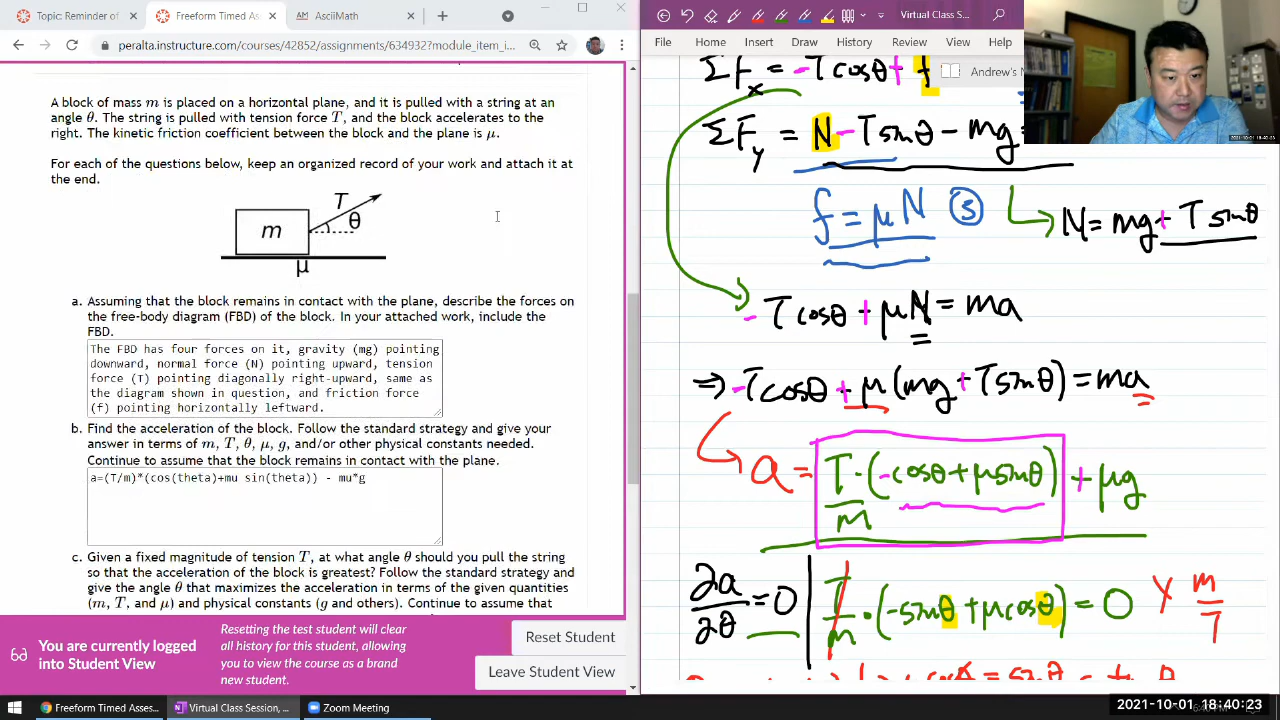 Topic Reminder o
Freeform Timed Ass
AsciiMath
Virtual Class S...
peralta.instructure.com/courses/42852/assignments/634932?module_item_i...
File Home Insert Draw History Review View Help
Andrew's N
A block of mass m is placed on a horizontal plane, and it is pulled with a string at an
angle θ. The string is pulled with tension force T, and the block accelerates to the
right. The kinetic friction coefficient between the block and the plane is μ.
For each of the questions below, keep an organized record of your work and attach it at
the end.
T
θ
m
μ
a. Assuming that the block remains in contact with the plane, describe the forces on
the free-body diagram (FBD) of the block. In your attached work, include the
FBD.
The FBD has four forces on it, gravity (mg) pointing
downward, normal force (N) pointing upward, tension
force (T) pointing diagonally right-upward, same as
the diagram shown in question, and friction force
(f) pointing horizontally leftward.
b. Find the acceleration of the block. Follow the standard strategy and give your
answer in terms of m, T, θ, μ, g, and/or other physical constants needed.
Continue to assume that the block remains in contact with the plane.
a=(T/m)*(cos(theta)+mu sin(theta)) - mu*g
c. Given a fixed magnitude of tension T, at what angle θ should you pull the string
so that the acceleration of the block is greatest? Follow the standard strategy and
give the angle θ that maximizes the acceleration in terms of the given quantities
(m, T, and μ) and physical constants (g and others). Continue to assume that
You are currently logged
into Student View
Resetting the test student will clear
all history for this student, allowing
you to view the course as a brand
new student.
Reset Student
Leave Student View
ΣFx = -Tcosθ + f
ΣFy = N - Tsinθ - mg =
f = μN ③
N = mg + Tsinθ
-Tcosθ + μN = ma
⇒ -Tcosθ + μ(mg + Tsinθ) = ma
a = T/m · (-cosθ + μsinθ) + μg
∂a/∂θ = 0
T/m · (-sinθ + μcosθ) = 0 × m/T
Freeform Timed Asses...
Virtual Class Session,...
Zoom Meeting
2021-10-01 18:40:23